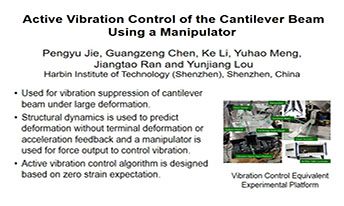 Active Vibration Control of the Cantilever Beam
Using a Manipulator
Pengyu Jie, Guangzeng Chen, Ke Li, Yuhao Meng,
Jiangtao Ran and Yunjiang Lou
Harbin Institute of Technology (Shenzhen), Shenzhen, China
• Used for vibration suppression of cantilever
beam under large deformation.
• Structural dynamics is used to predict
deformation without terminal deformation or
acceleration feedback and a manipulator is
used for force output to control vibration.
• Active vibration control algorithm is designed
based on zero strain expectation.
Vibration Control Equivalent
Experimental Platform